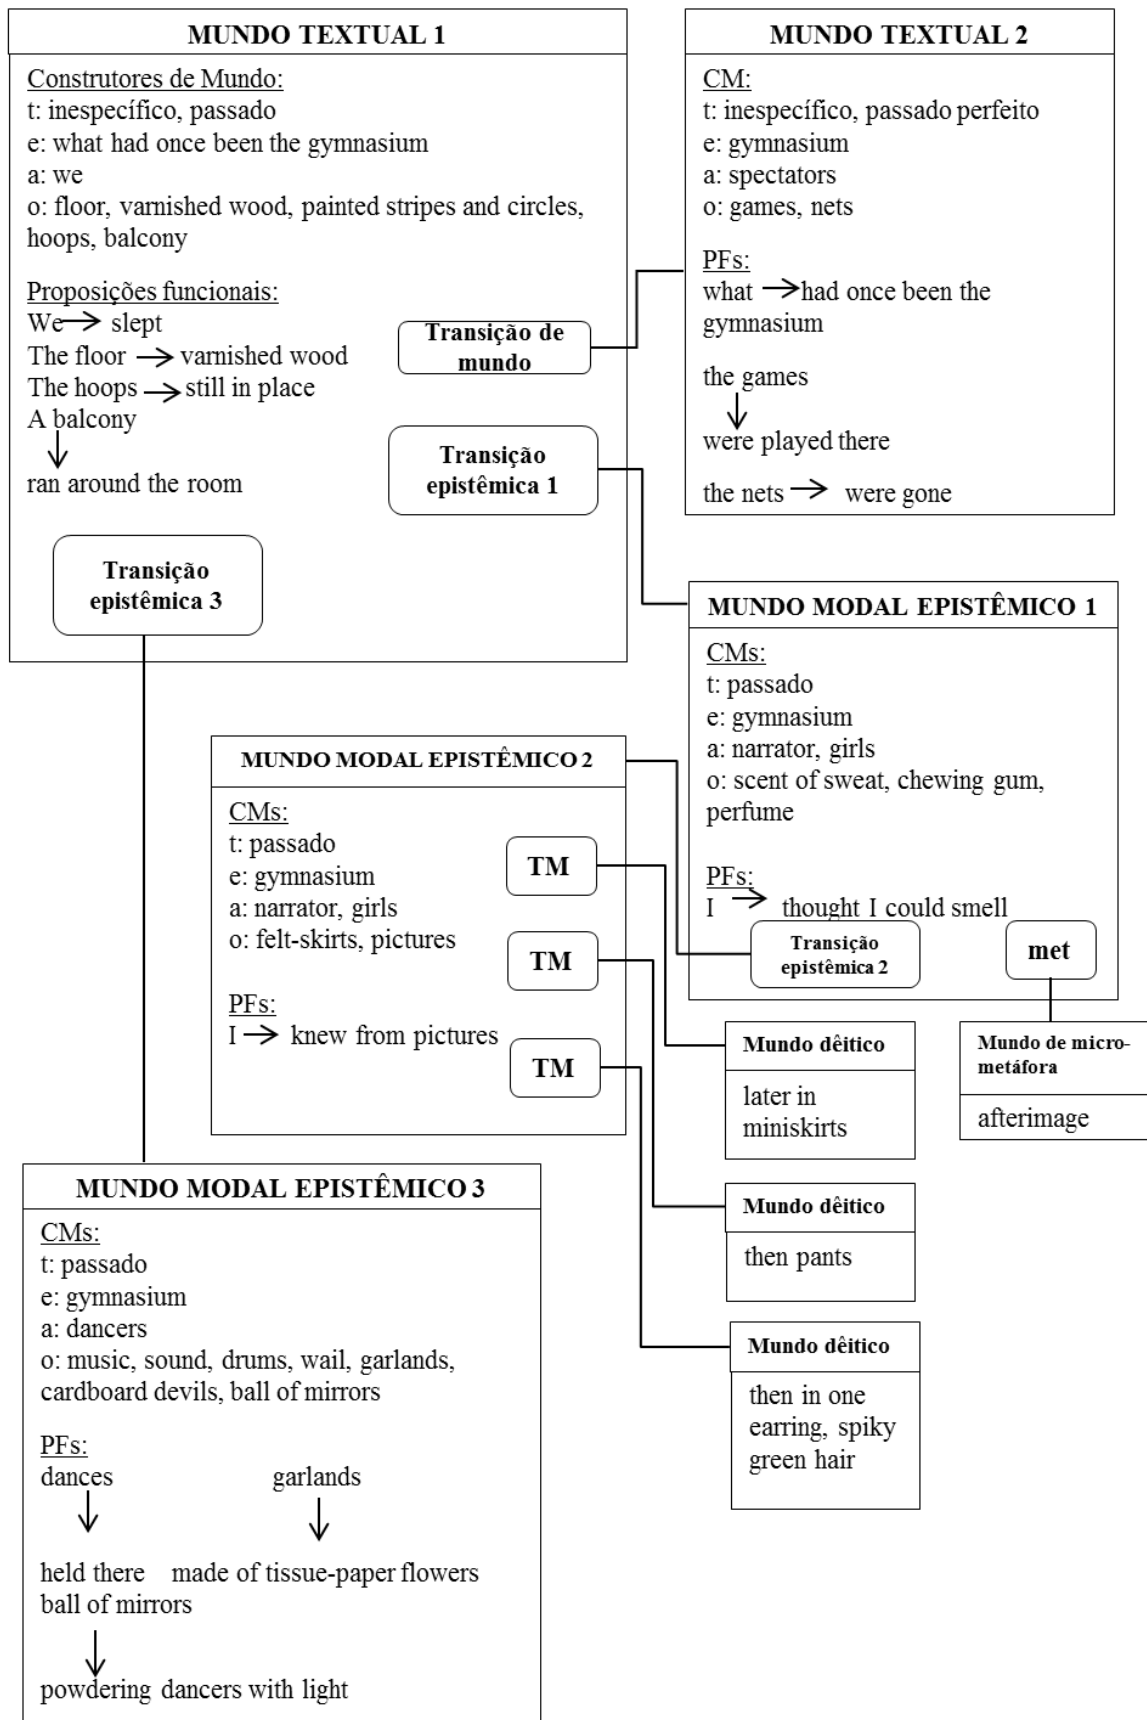 MUNDO TEXTUAL 1
Construtores de Mundo:
t: inespecífico, passado
e: what had once been the gymnasium
a: we
o: floor, varnished wood, painted stripes and circles,
hoops, balcony
Proposições funcionais:
We → slept
The floor → varnished wood
The hoops → still in place
A balcony
↓
ran around the room
Transição de
mundo
Transição
epistêmica 1
Transição
epistêmica 3
MUNDO TEXTUAL 2
CM:
t: inespecífico, passado perfeito
e: gymnasium
a: spectators
o: games, nets
PFs:
what → had once been the
gymnasium
the games
↓
were played there
the nets → were gone
MUNDO MODAL EPISTÊMICO 1
CMs:
t: passado
e: gymnasium
a: narrator, girls
o: scent of sweat, chewing gum,
perfume
PFs:
I → thought I could smell
Transição
epistêmica 2
met
MUNDO MODAL EPISTÊMICO 2
CMs:
t: passado
e: gymnasium
a: narrator, girls
o: felt-skirts, pictures
PFs:
I → knew from pictures
TM
TM
TM
Mundo dêitico
later in
miniskirts
Mundo de micro-
metáfora
afterimage
Mundo dêitico
then pants
Mundo dêitico
then in one
earring, spiky
green hair
MUNDO MODAL EPISTÊMICO 3
CMs:
t: passado
e: gymnasium
a: dancers
o: music, sound, drums, wail, garlands,
cardboard devils, ball of mirrors
PFs:
dances garlands
↓ ↓
held there made of tissue-paper flowers
ball of mirrors
↓
powdering dancers with light